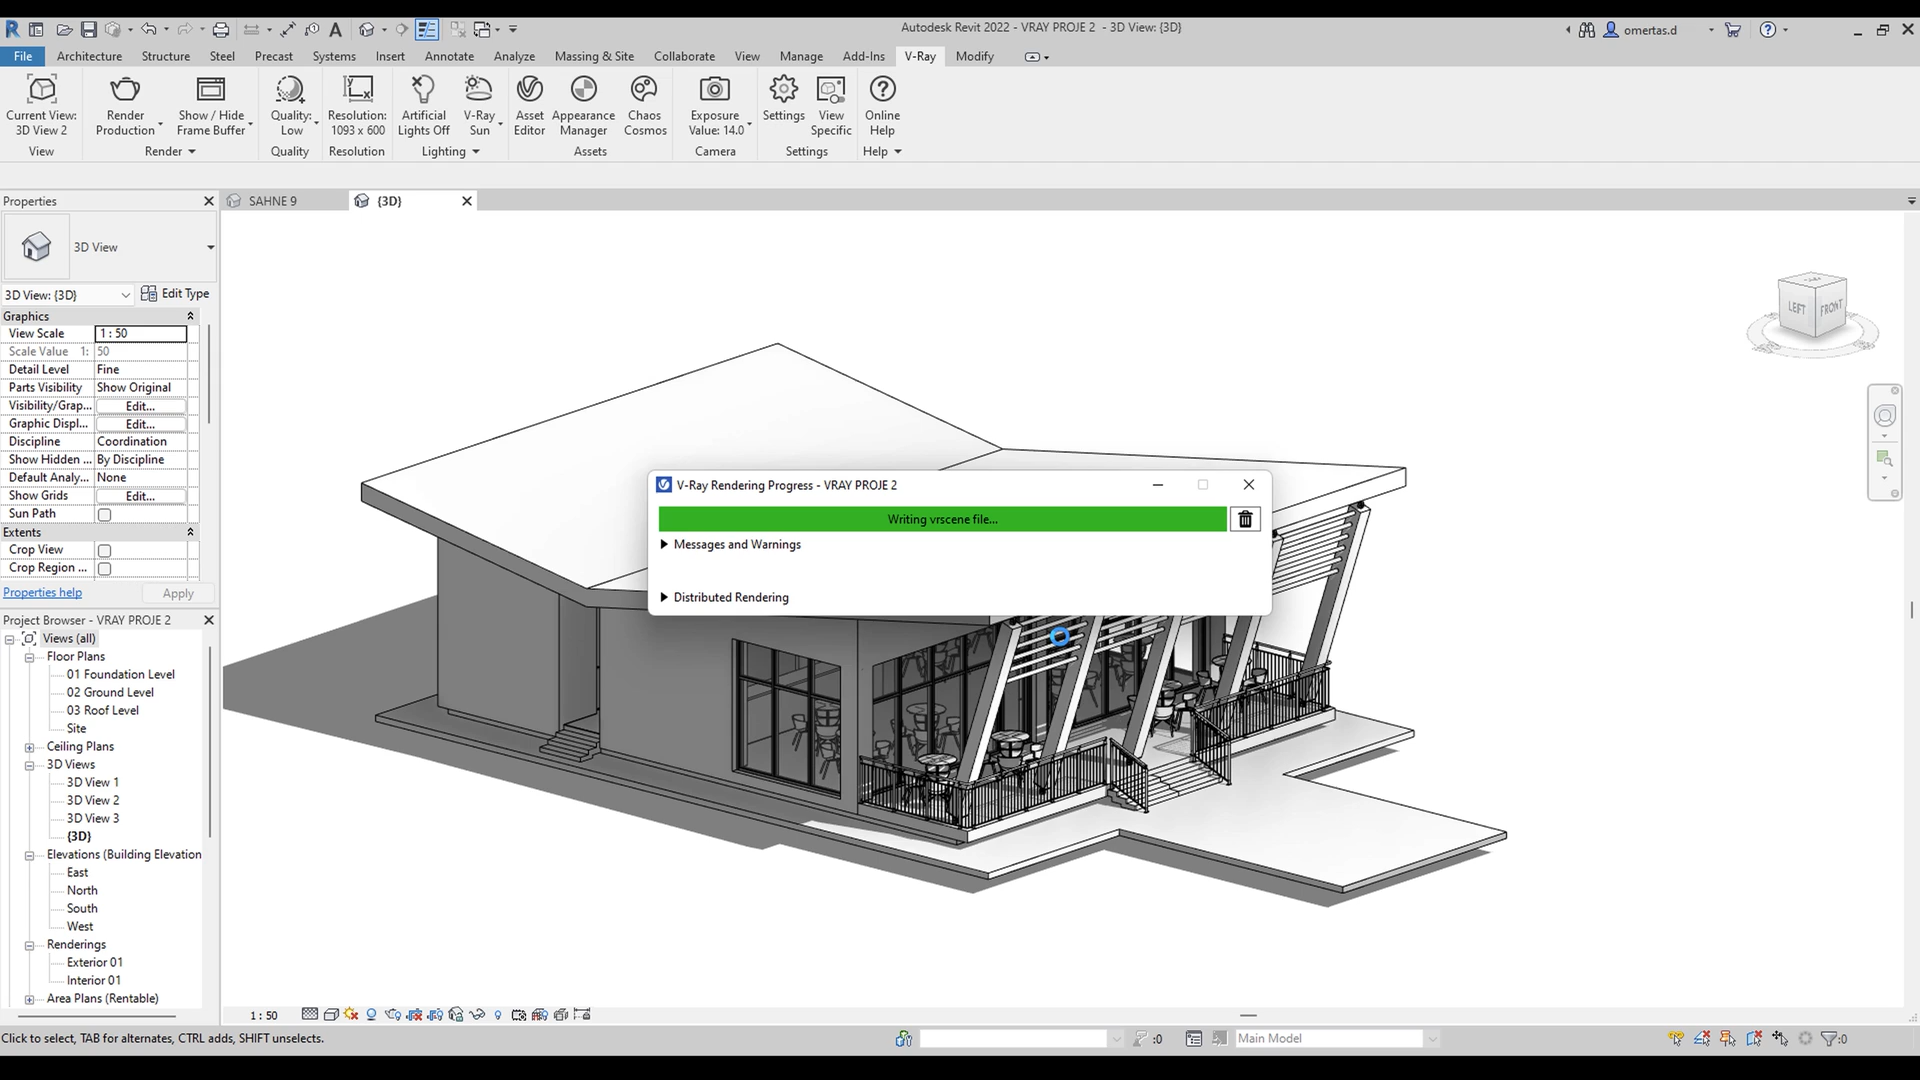 Autodesk Revit 2022 - VRAY PROJE 2 - 3D View: {3D}
omertas.d
File Architecture Structure Steel Precast Systems Insert Annotate Analyze Massing & Site Collaborate View Manage Add-Ins V-Ray Modify
Current View: 3D View 2
Render Production
Show / Hide Frame Buffer
Quality: Low
Resolution: 1093 x 600
Artificial Lights Off
V-Ray Sun
Asset Editor
Appearance Manager
Chaos Cosmos
Exposure Value: 14.0
Settings
View Specific
Online Help
View Render Quality Resolution Lighting Assets Camera Settings Help
Properties
SAHNE 9
{3D}
3D View
3D View: {3D}
Edit Type
Graphics
View Scale 1 : 50
Scale Value 1: 50
Detail Level Fine
Parts Visibility Show Original
Visibility/Grap... Edit...
Graphic Displ... Edit...
Discipline Coordination
Show Hidden ... By Discipline
Default Analy... None
Show Grids Edit...
Sun Path
Extents
Crop View
Crop Region ...
Properties help
Apply
Project Browser - VRAY PROJE 2
Views (all)
Floor Plans
01 Foundation Level
02 Ground Level
03 Roof Level
Site
Ceiling Plans
3D Views
3D View 1
3D View 2
3D View 3
{3D}
Elevations (Building Elevation
East
North
South
West
Renderings
Exterior 01
Interior 01
Area Plans (Rentable)
LEFT
FRONT
V-Ray Rendering Progress - VRAY PROJE 2
Writing vrscene file...
Messages and Warnings
Distributed Rendering
1 : 50
Click to select, TAB for alternates, CTRL adds, SHIFT unselects.
:0
Main Model
:0